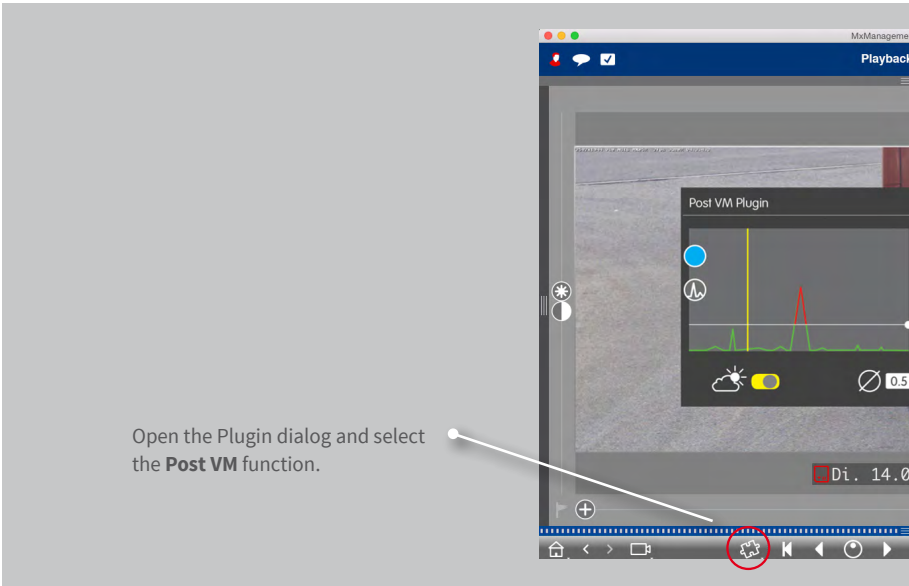 MxManageme
Playback
Post VM Plugin
0.5
Open the Plugin dialog and select
the Post VM function.
Di. 14.0